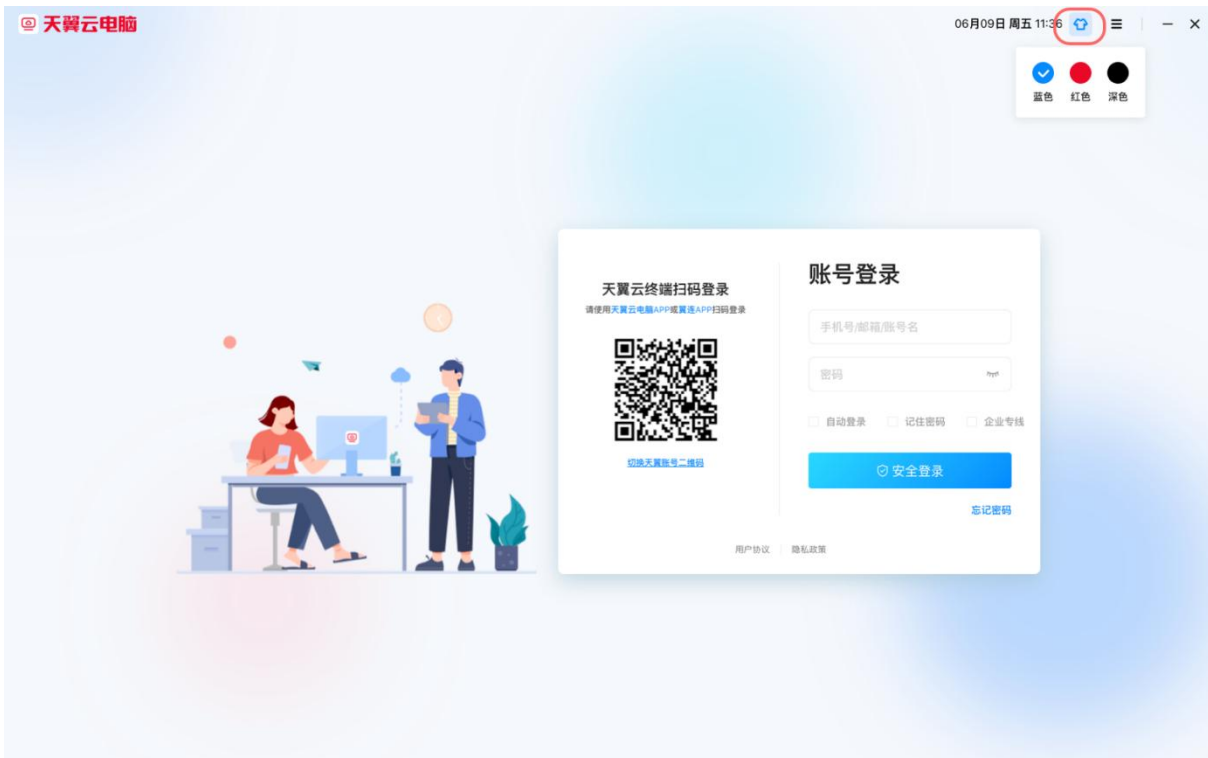 天翼云电脑
06月09日 周五 11:36
蓝色 红色 深色
天翼云终端扫码登录
请使用天翼云电脑APP或翼连APP扫码登录
切换天翼账号二维码
账号登录
手机号/邮箱/账号名
密码
自动登录 记住密码 企业专线
安全登录
忘记密码
用户协议 隐私政策